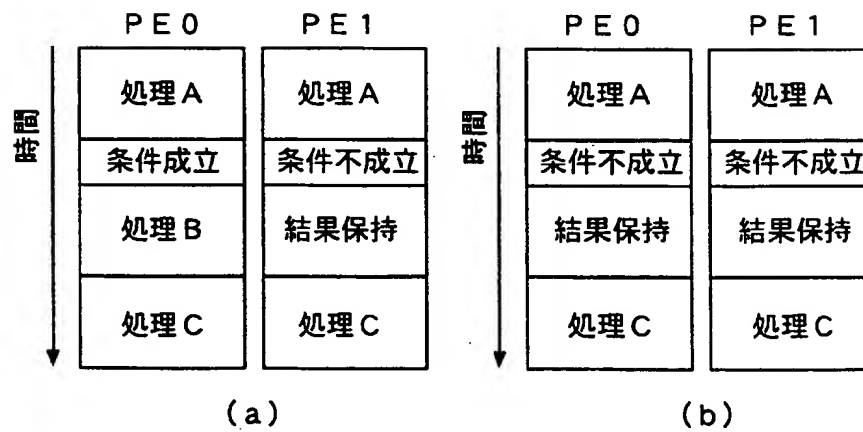 PE0 PE1 PE0 PE1
時間
処理A 処理A
条件成立 条件不成立
処理B 結果保持
処理C 処理C
(a)
時間
処理A 処理A
条件不成立 条件不成立
結果保持 結果保持
処理C 処理C
(b)